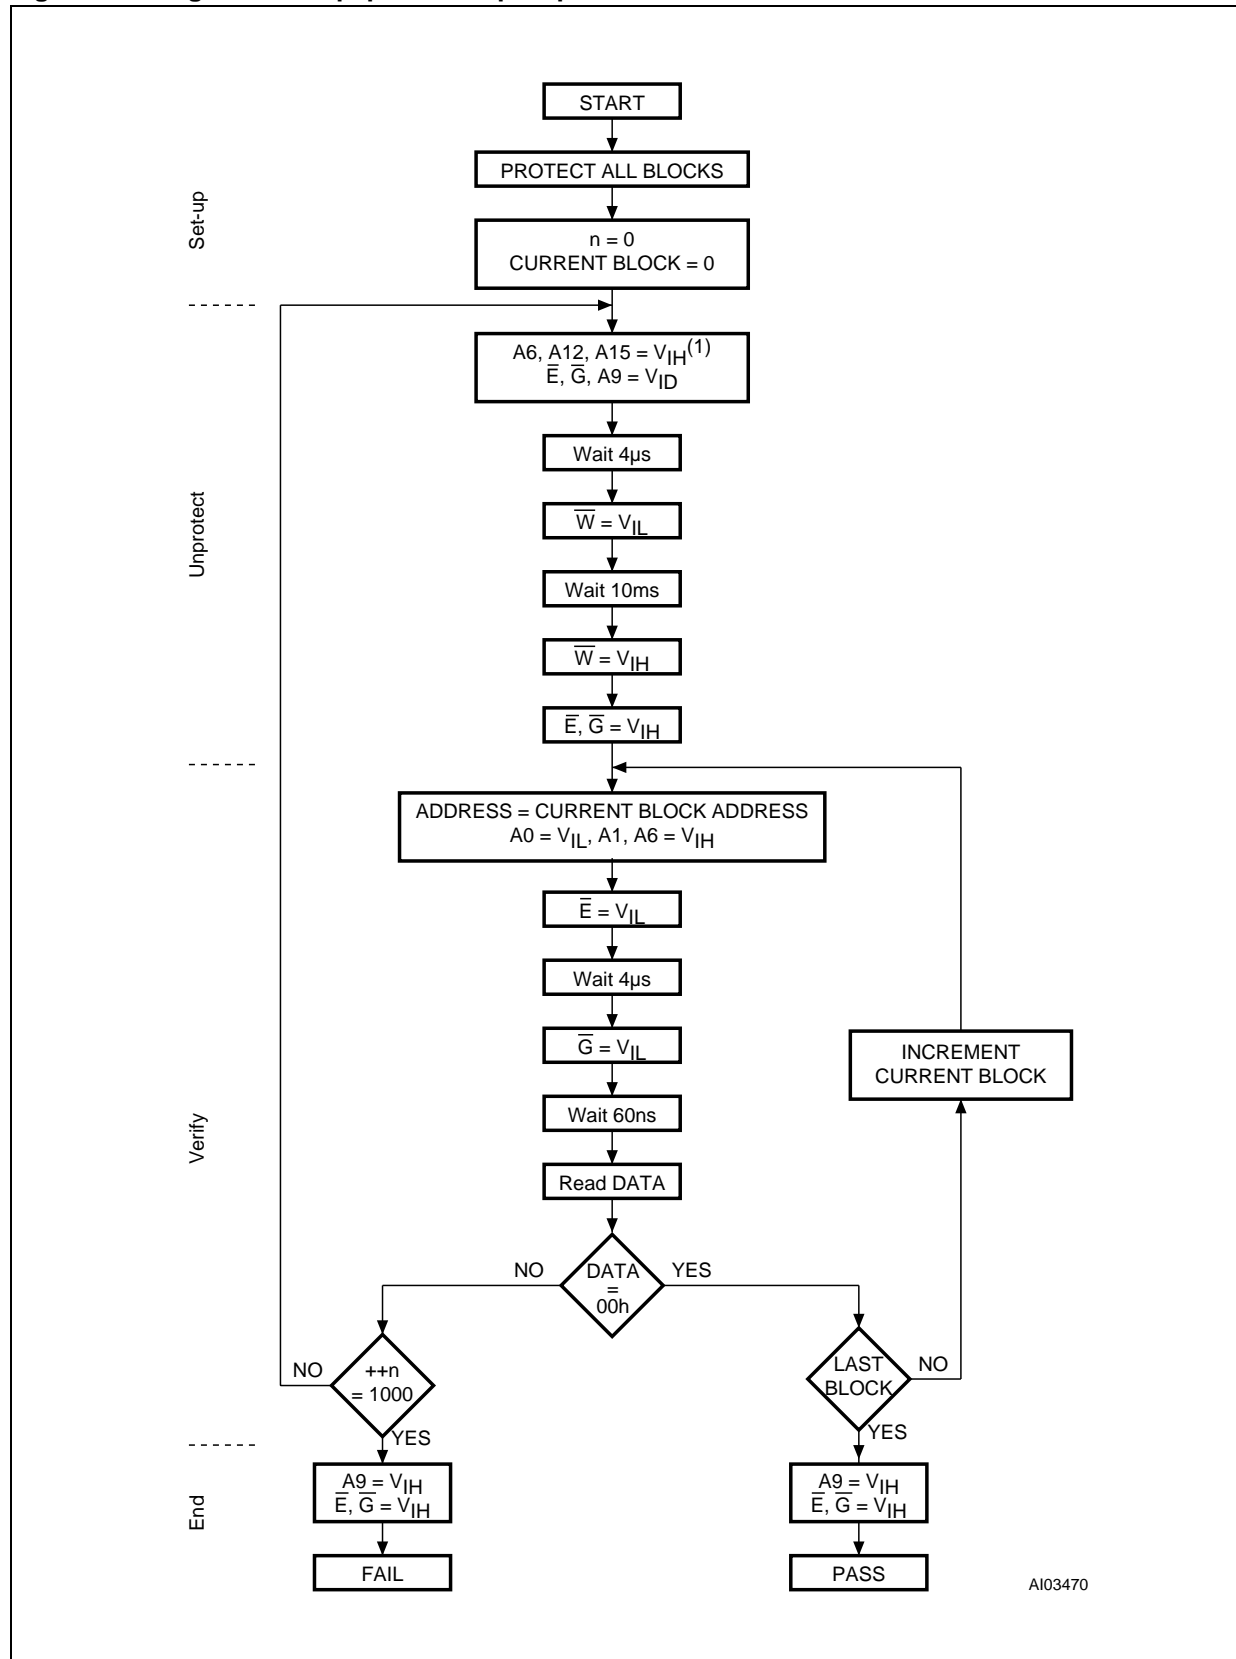 START
PROTECT ALL BLOCKS
Set-up
n = 0
CURRENT BLOCK = 0
A6, A12, A15 = VIH(1)
E̅, G̅, A9 = VID
Wait 4µs
Unprotect
W̅ = VIL
Wait 10ms
W̅ = VIH
E̅, G̅ = VIH
ADDRESS = CURRENT BLOCK ADDRESS
A0 = VIL, A1, A6 = VIH
E̅ = VIL
Wait 4µs
G̅ = VIL
INCREMENT
CURRENT BLOCK
Wait 60ns
Verify
Read DATA
NO
DATA
=
00h
YES
NO
++n
= 1000
YES
LAST
BLOCK
NO
YES
End
A9 = VIH
E̅, G̅ = VIH
A9 = VIH
E̅, G̅ = VIH
FAIL
PASS
AI03470